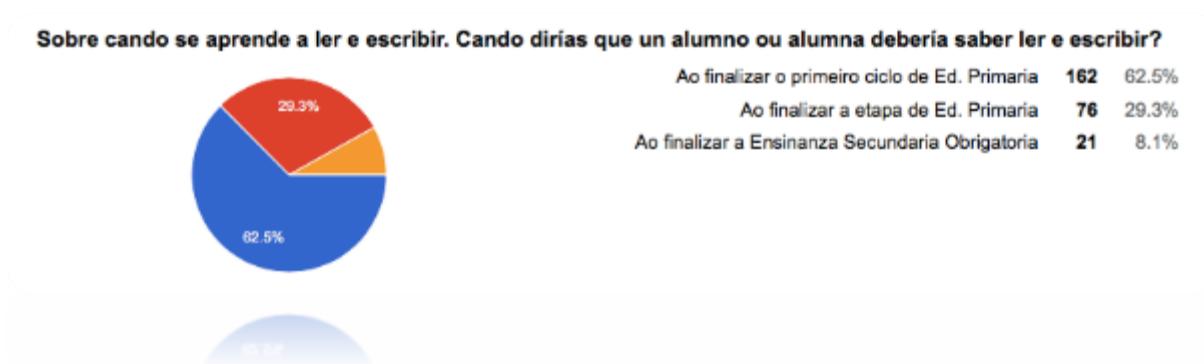 Sobre cando se aprende a ler e escribir. Cando dirías que un alumno ou alumna debería saber ler e escribir?
Ao finalizar o primeiro ciclo de Ed. Primaria 162 62.5%
Ao finalizar a etapa de Ed. Primaria 76 29.3%
Ao finalizar a Ensinanza Secundaria Obrigatoria 21 8.1%
29.3%
62.5%